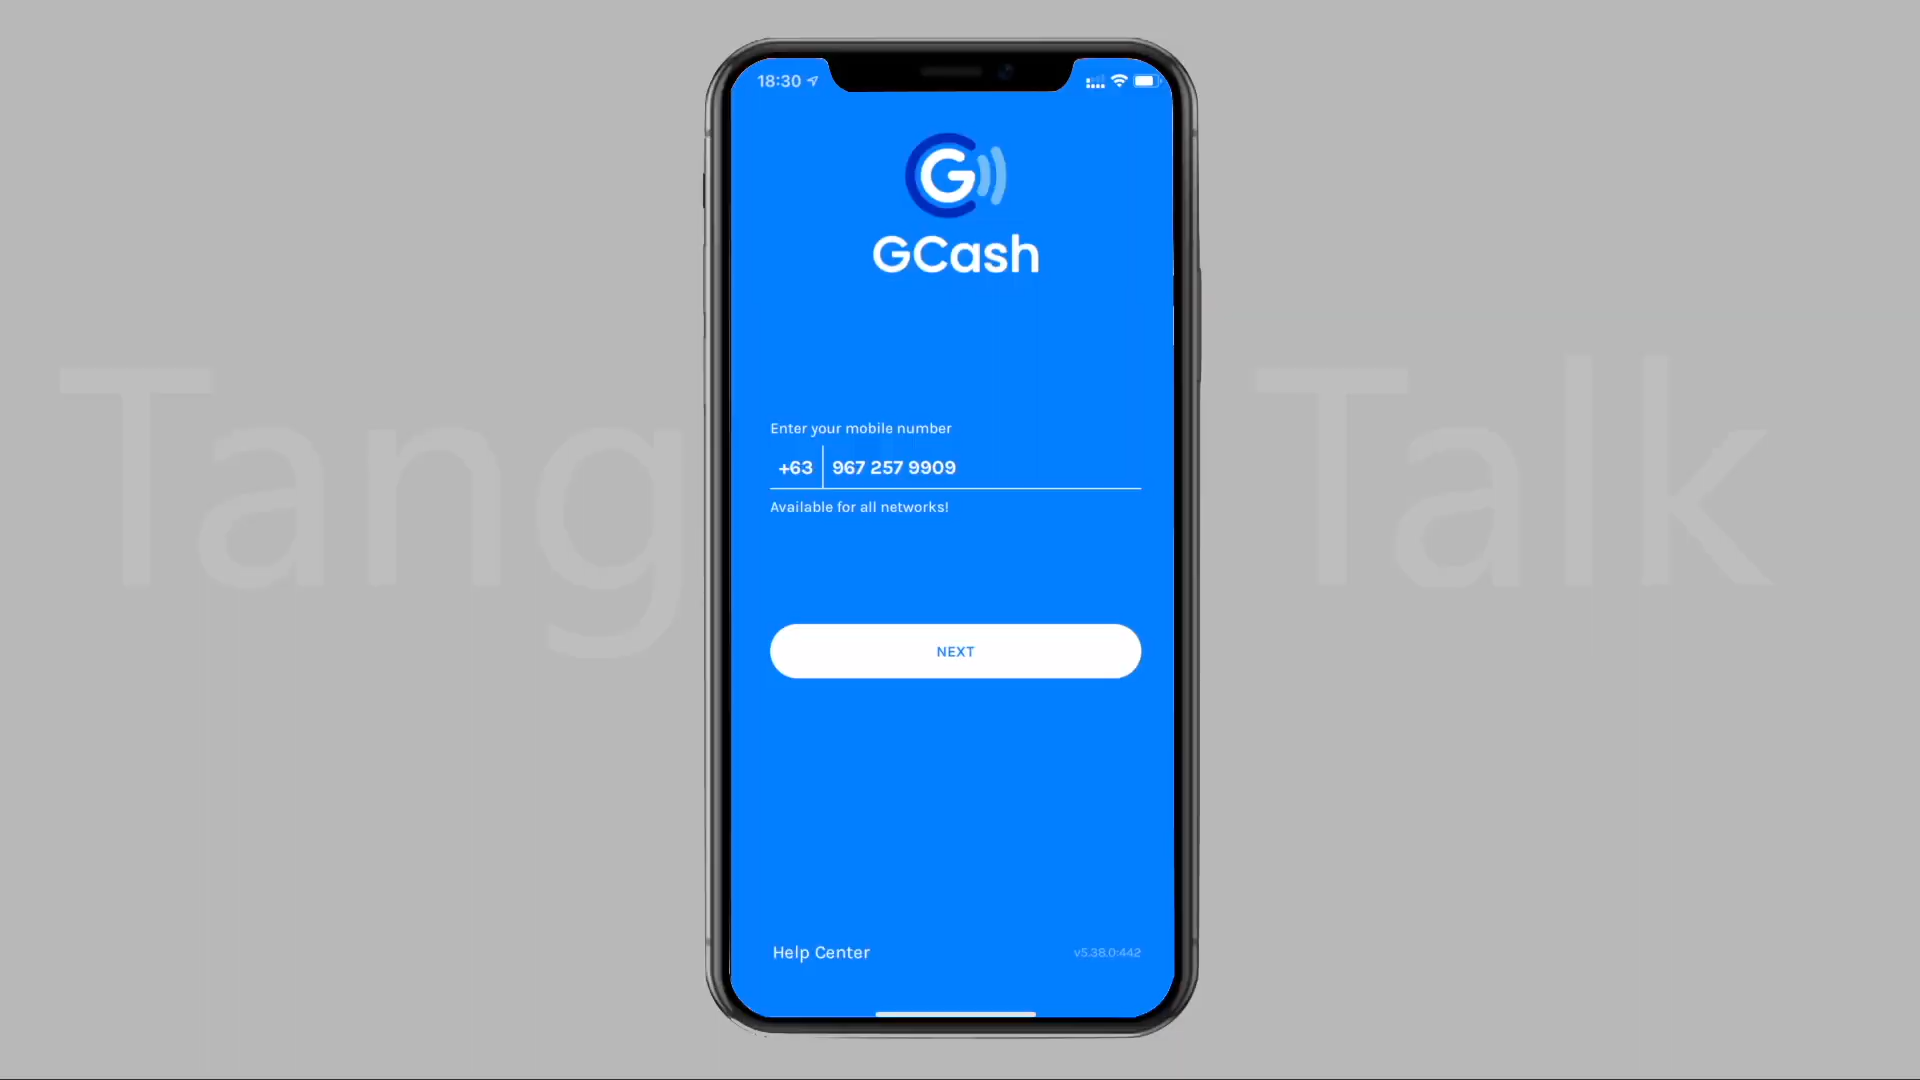 18:30
G
GCash
Tang Talk
Enter your mobile number
+63 967 257 9909
Available for all networks!
NEXT
Help Center
v5.38.0:442